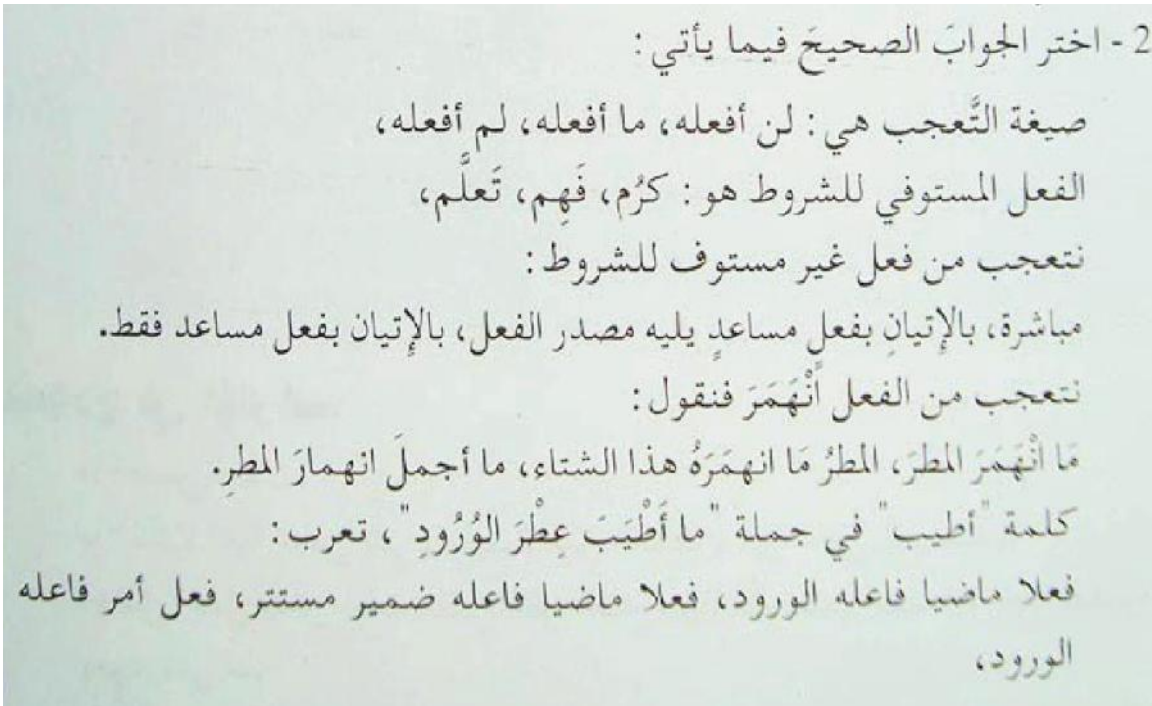 2 - اختر الجوابَ الصحيحَ فيما يأتي :
صيغة التَّعجب هي : لن أفعله، ما أفعله، لم أفعله،
الفعل المستوفي للشروط هو : كرُم، فَهِم، تَعلَّم،
نتعجب من فعل غير مستوف للشروط :
مباشرة، بالإتيانِ بفعلٍ مساعدٍ يليه مصدر الفعل، بالإتيان بفعل مساعد فقط.
نتعجب من الفعل اَنْهَمَرَ فنقول :
مَا انْهَمَرَ المطرَ، المطرُ مَا انهمَرَهُ هذا الشتاء، ما أجملَ انهمارَ المطرِ.
كلمة "أطيب" في جملة "ما أَطْيَبَ عِطْرَ الوُرُودِ" ، تعرب :
فعلا ماضيا فاعله الورود، فعلا ماضيا فاعله ضمير مستتر، فعل أمر فاعله
الورود،